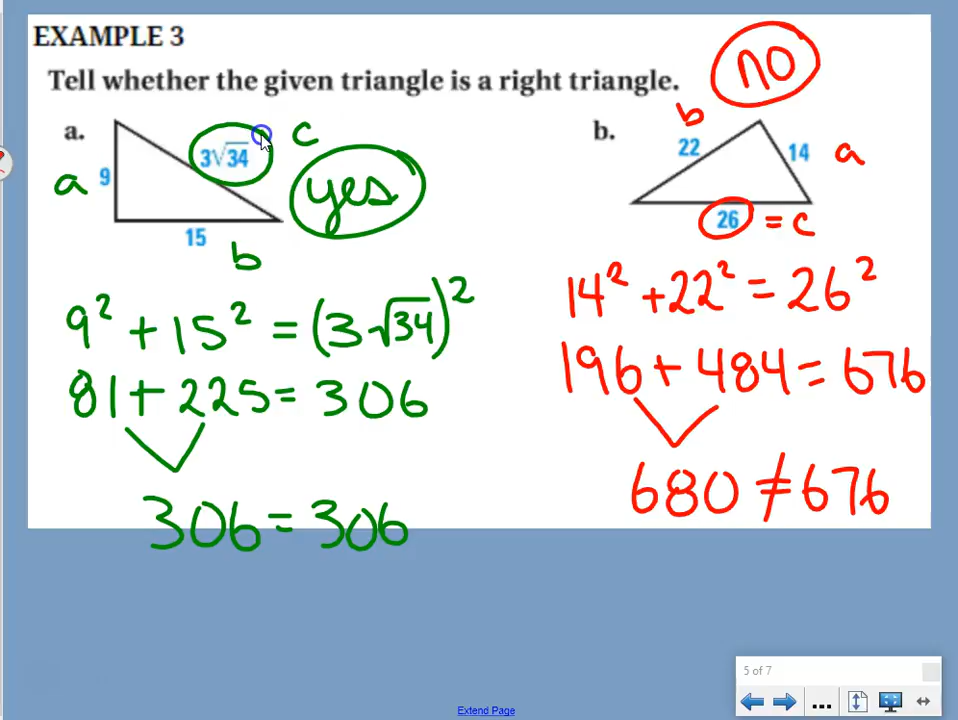 EXAMPLE 3
Tell whether the given triangle is a right triangle.
no
a.
9
a
3√34
c
yes
15
b
9² + 15² = (3√34)²
81 + 225 = 306
306 = 306
b.
b
22
14
a
26 = c
14² + 22² = 26²
196 + 484 = 676
680 ≠ 676
5 of 7
...
Extend Page